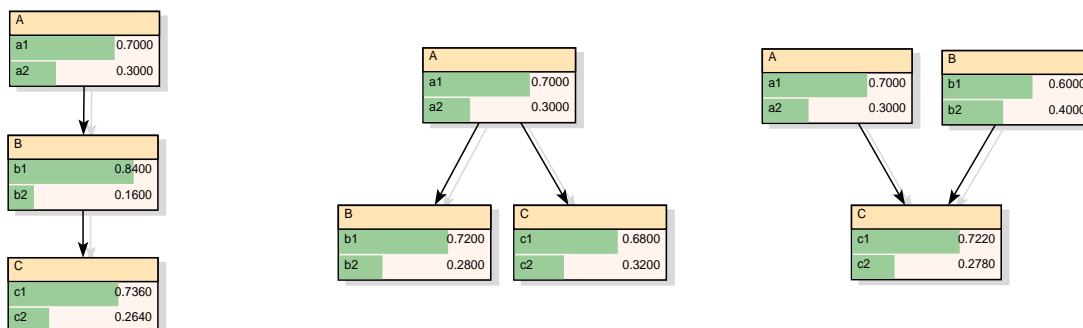 A
a1 0.7000
a2 0.3000
B
b1 0.8400
b2 0.1600
C
c1 0.7360
c2 0.2640
A
a1 0.7000
a2 0.3000
B
b1 0.7200
b2 0.2800
C
c1 0.6800
c2 0.3200
A
a1 0.7000
a2 0.3000
B
b1 0.6000
b2 0.4000
C
c1 0.7220
c2 0.2780